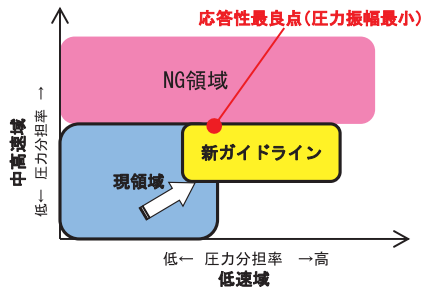 応答性最良点(圧力振幅最小)
NG領域
新ガイドライン
現領域
中高速域
低← 圧力分担率 →
低← 圧力分担率 →高
低速域